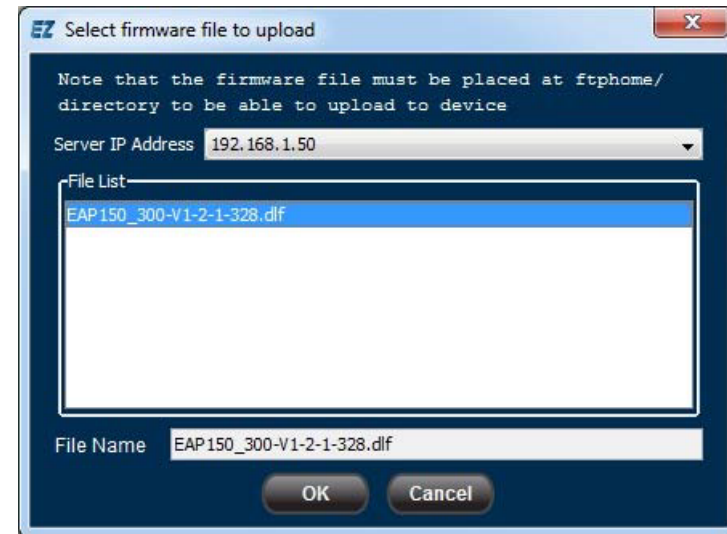 EZ Select firmware file to upload
Note that the firmware file must be placed at ftphome/
directory to be able to upload to device
Server IP Address 192.168.1.50
File List
EAP150_300-V1-2-1-328.dlf
File Name EAP150_300-V1-2-1-328.dlf
OK Cancel